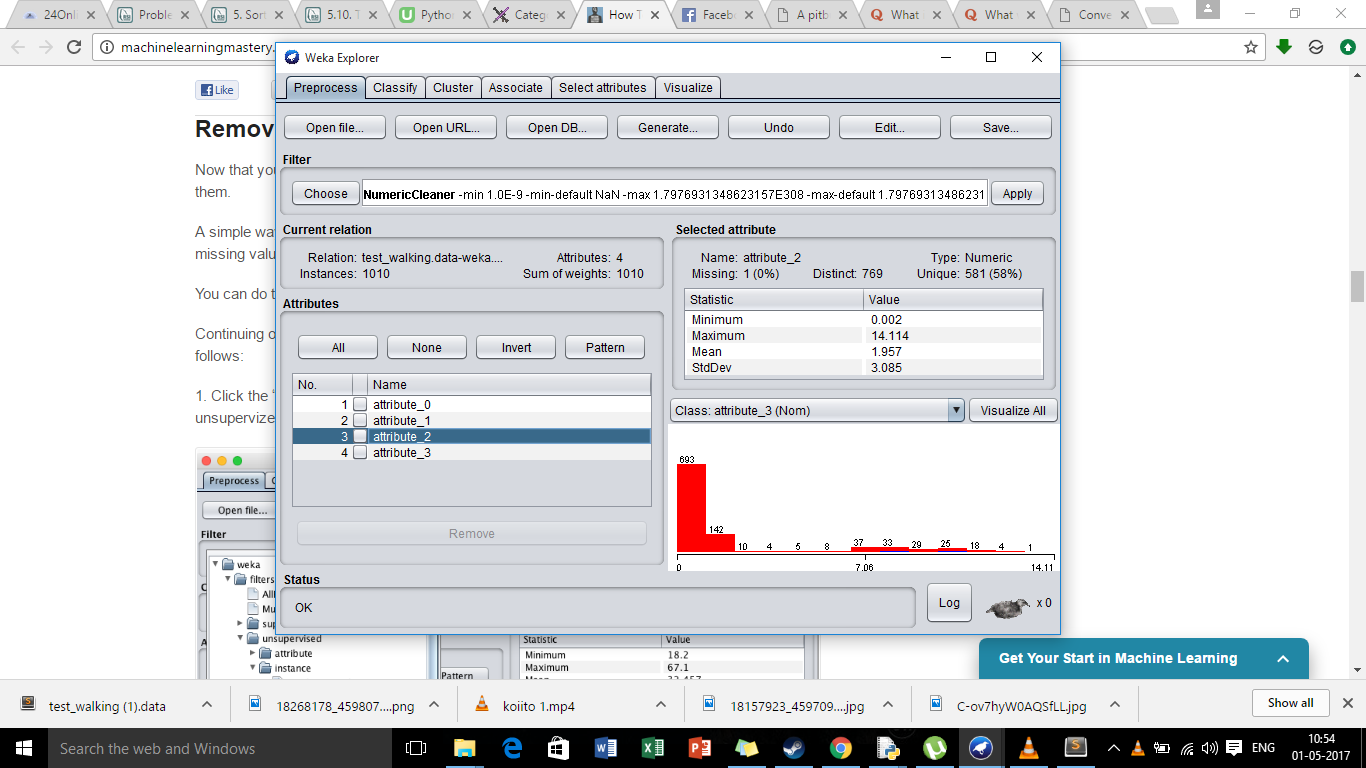 24Onl
Proble
5. Sort
5.10. T
Python
Categ
How T
Faceb
A pitb
What
What
Conve
machinelearningmastery.
Like
Remov
Now that you
them.
A simple wa
missing valu
You can do t
Continuing o
follows:
1. Click the
unsupervize
Weka Explorer
Preprocess Classify Cluster Associate Select attributes Visualize
Open file... Open URL... Open DB... Generate... Undo Edit... Save...
Filter
Choose NumericCleaner -min 1.0E-9 -min-default NaN -max 1.7976931348623157E308 -max-default 1.79769313486231 Apply
Current relation
Relation: test_walking.data-weka.... Attributes: 4
Instances: 1010 Sum of weights: 1010
Attributes
All None Invert Pattern
No. Name
1 attribute_0
2 attribute_1
3 attribute_2
4 attribute_3
Remove
Selected attribute
Name: attribute_2 Type: Numeric
Missing: 1 (0%) Distinct: 769 Unique: 581 (58%)
Statistic Value
Minimum 0.002
Maximum 14.114
Mean 1.957
StdDev 3.085
Class: attribute_3 (Nom) Visualize All
693
142
10 4 5 8 37 33 29 25 18 4 1
0 7.06 14.11
Status
OK
Log x 0
Preprocess
Open file...
Filter
weka
filters
All
Mu
sup
unsupervised
attribute
instance
Statistic Value
Minimum 18.2
Maximum 67.1
Pattern
Get Your Start in Machine Learning
test_walking (1).data
18268178_459807....png
koiito 1.mp4
18157923_459709....jpg
C-ov7hyW0AQSfLL.jpg
Show all
Search the web and Windows
ENG
10:54
01-05-2017